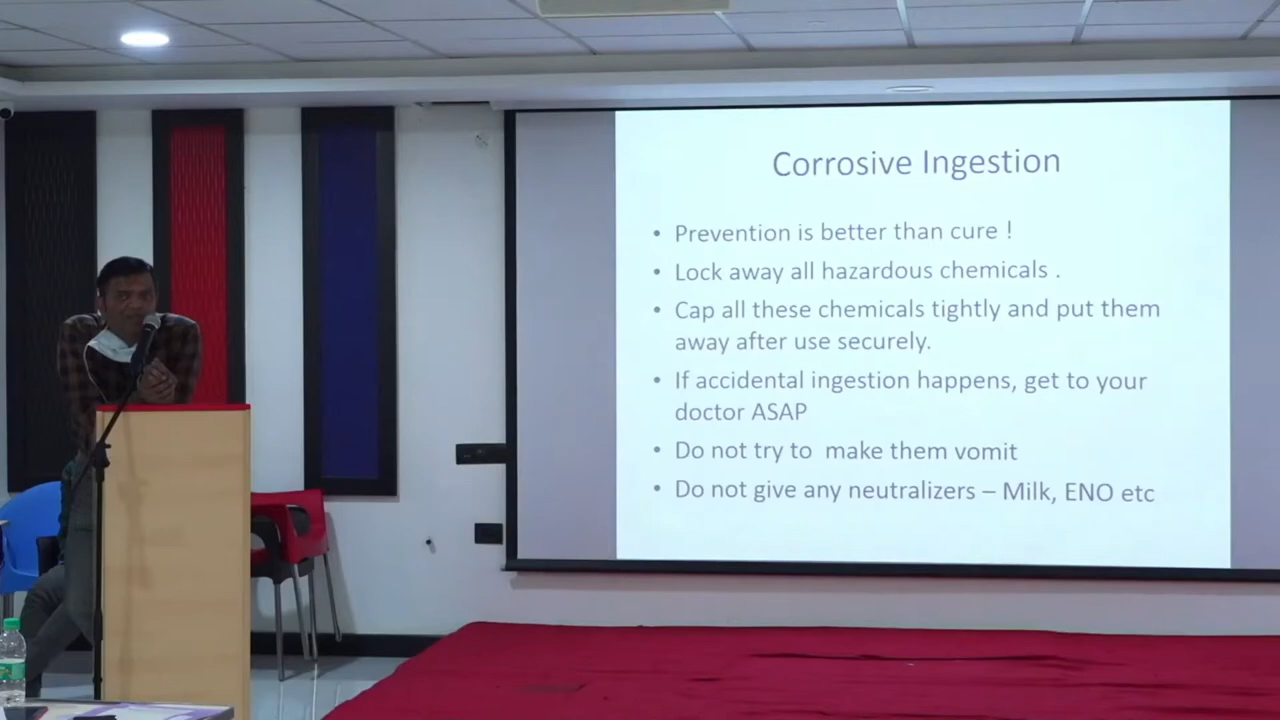 Corrosive Ingestion
• Prevention is better than cure !
• Lock away all hazardous chemicals .
• Cap all these chemicals tightly and put them
away after use securely.
• If accidental ingestion happens, get to your
doctor ASAP
• Do not try to  make them vomit
• Do not give any neutralizers – Milk, ENO etc